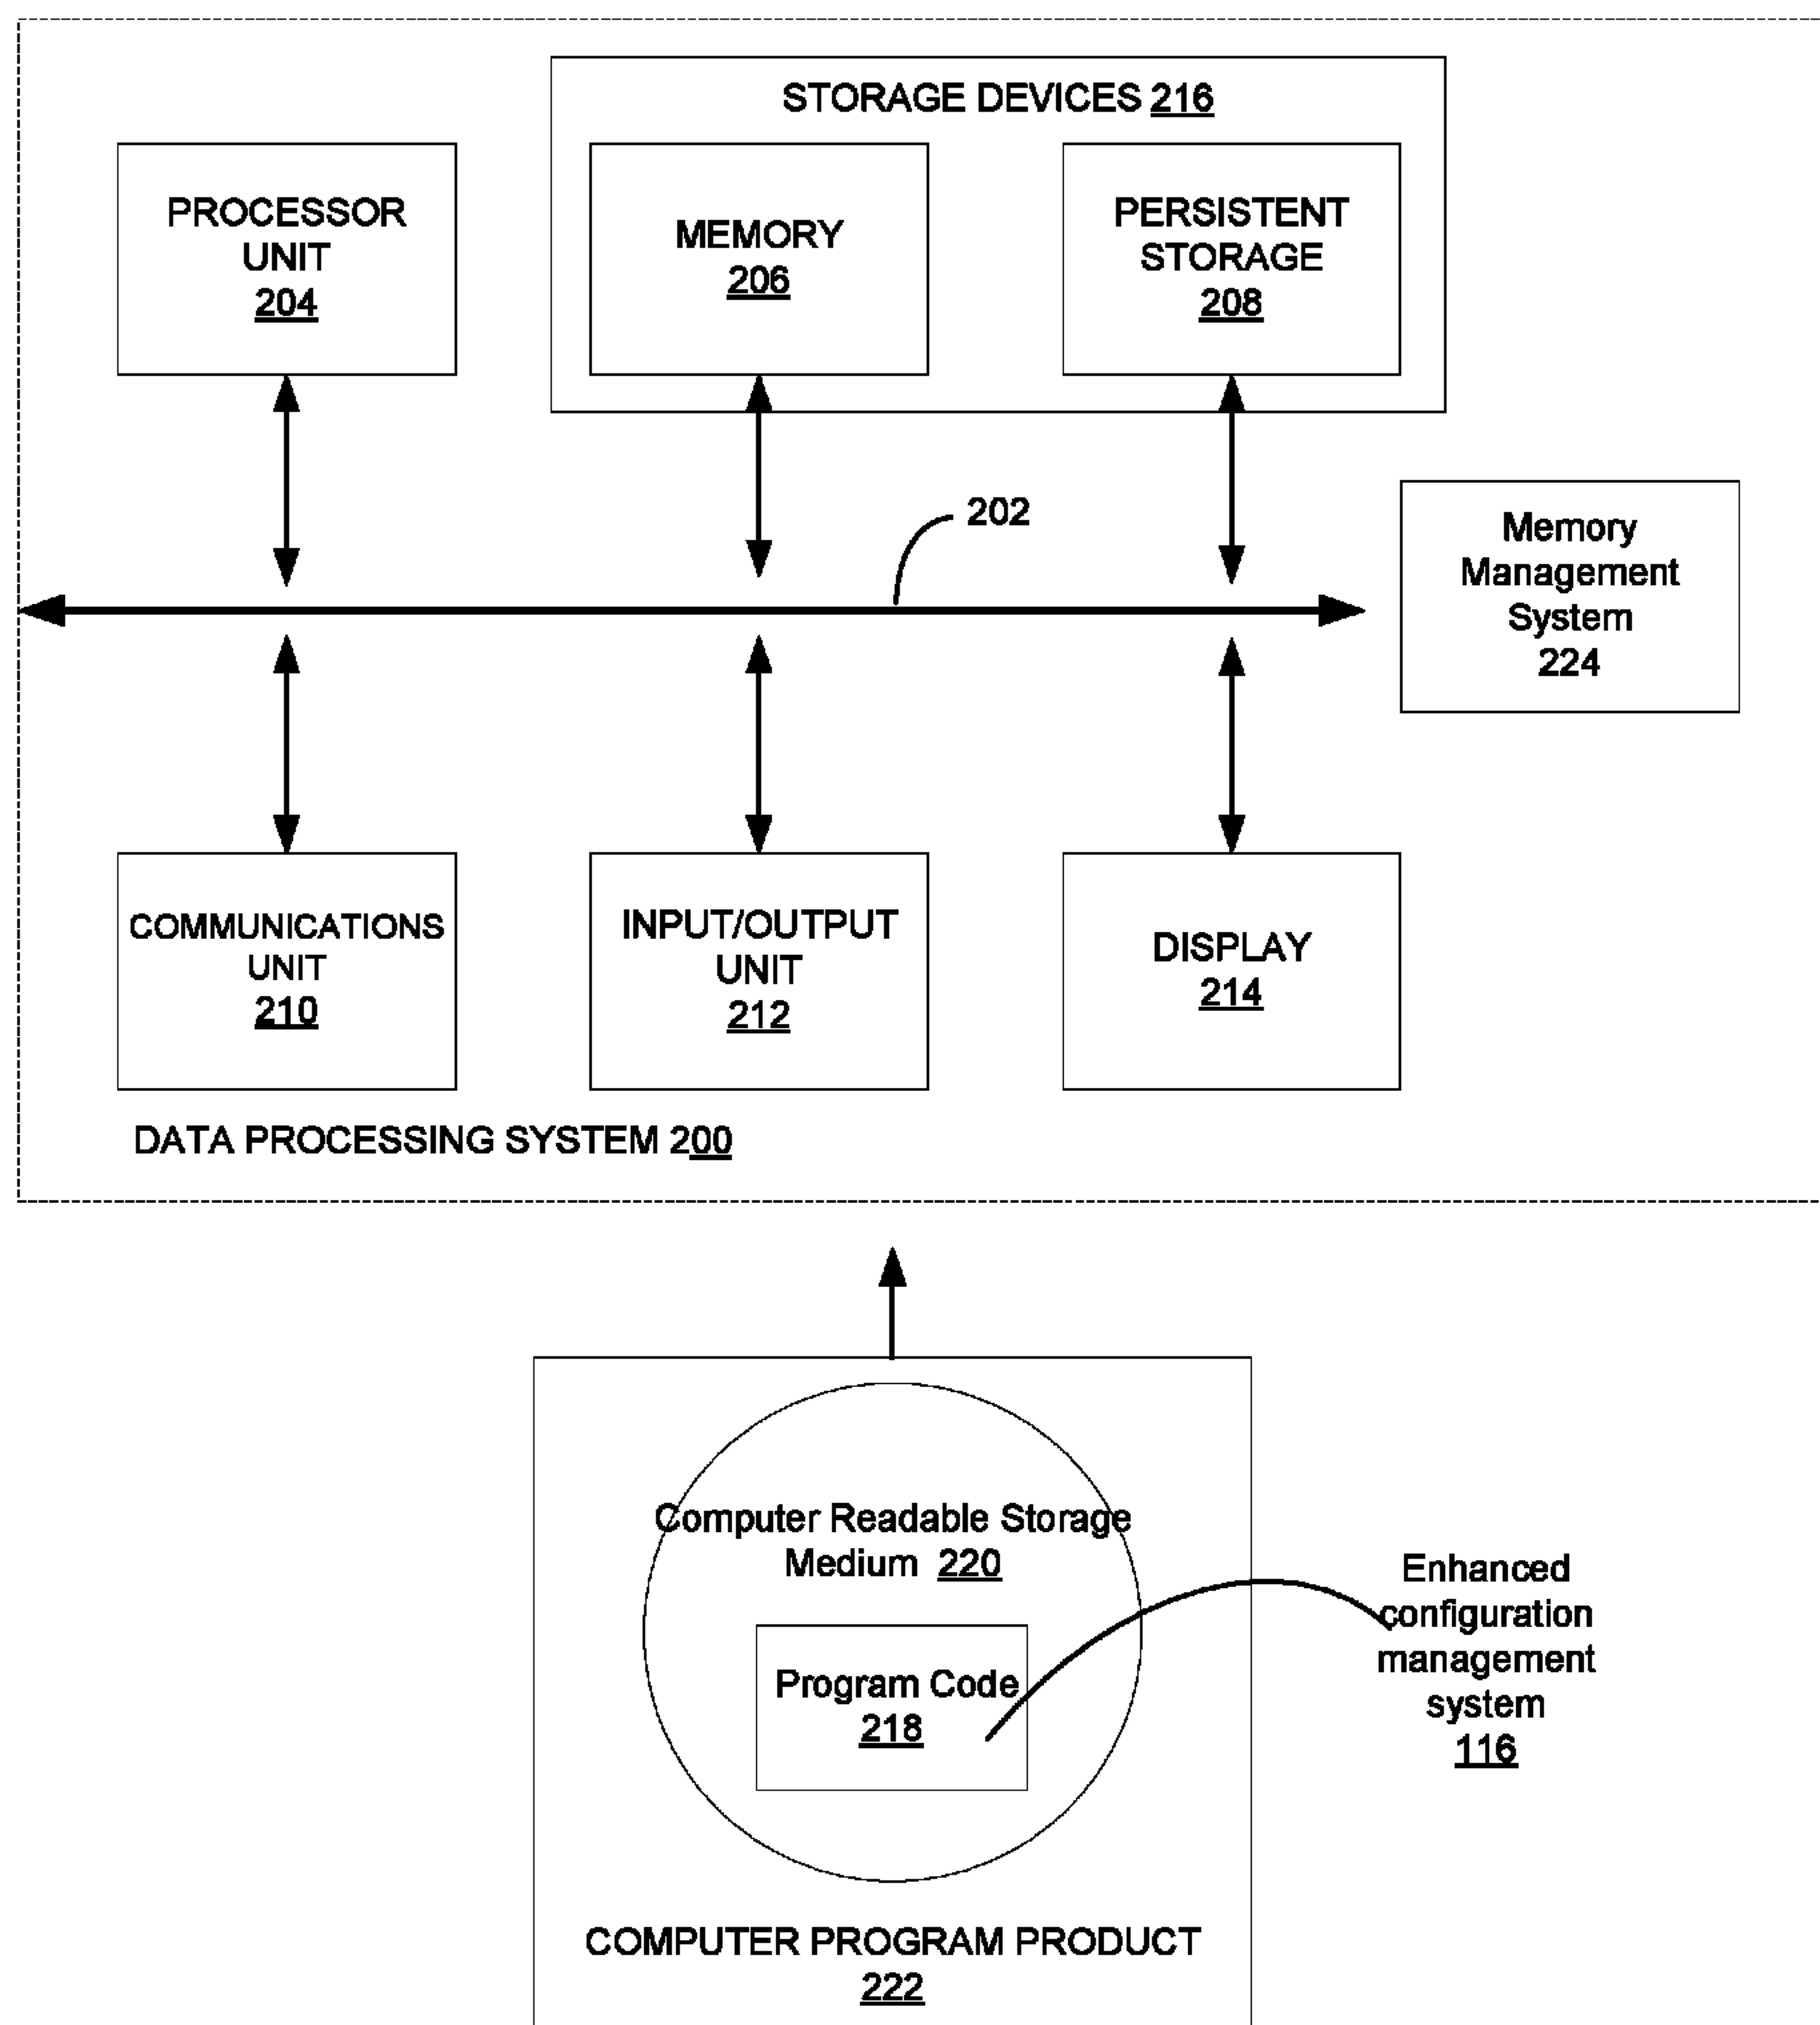 STORAGE DEVICES 216
PROCESSOR
UNIT
204
MEMORY
206
PERSISTENT
STORAGE
208
202
Memory
Management
System
224
COMMUNICATIONS
UNIT
210
INPUT/OUTPUT
UNIT
212
DISPLAY
214
DATA PROCESSING SYSTEM 200
Computer Readable Storage
Medium 220
Program Code
218
Enhanced
configuration
management
system
116
COMPUTER PROGRAM PRODUCT
222